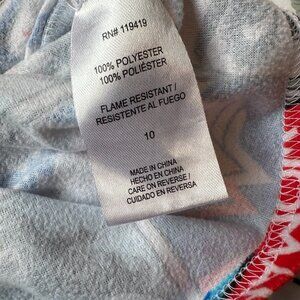 RN# 119419
100% POLYESTER
100% POLIÉSTER
FLAME RESISTANT/
RESISTENTE AL FUEGO
10
MADE IN CHINA
HECHO EN CHINA
CARE ON REVERSE/
CUIDADO EN REVERSA